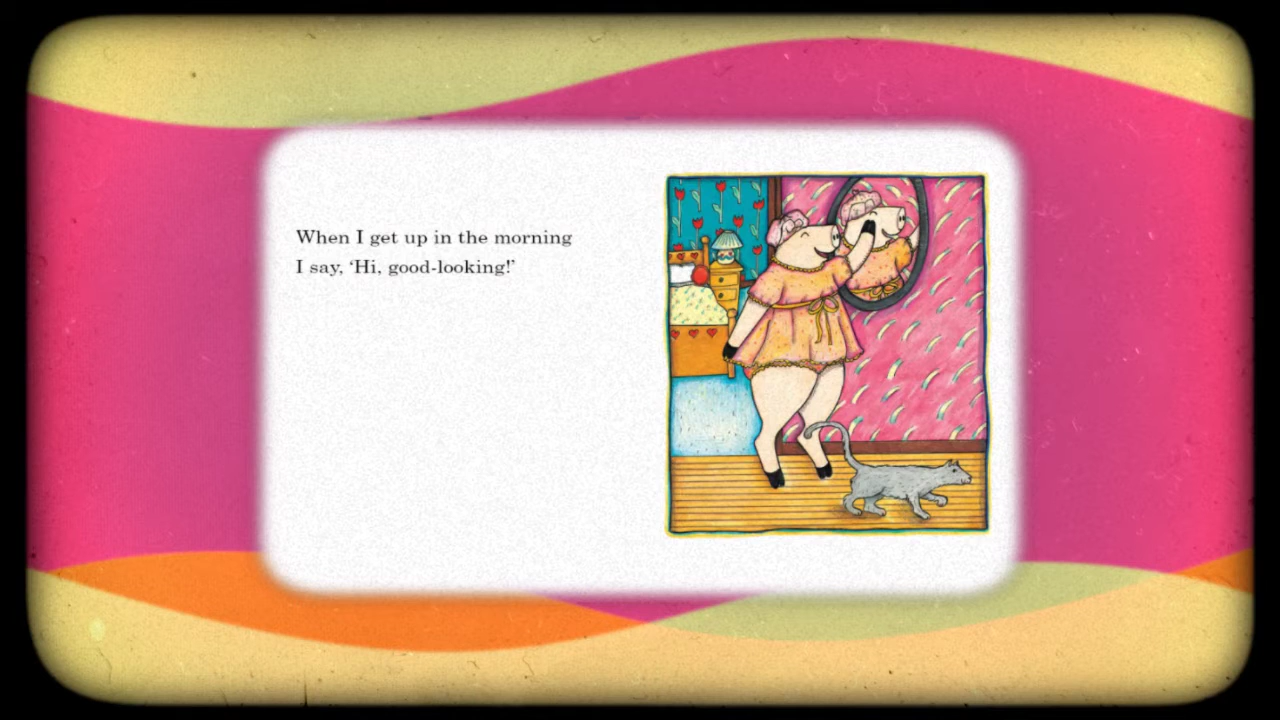 When I get up in the morning
I say, ‘Hi, good-looking!’